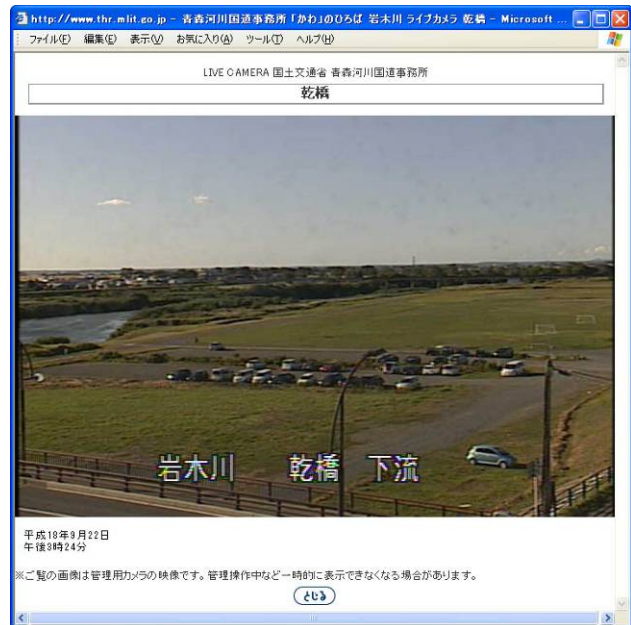 http://www.thr.mlit.go.jp - 青森河川国道事務所「かわ」のひろば 岩木川 ライブカメラ 乾橋 - Microsoft ...
ファイル(F) 編集(E) 表示(V) お気に入り(A) ツール(T) ヘルプ(H)
LIVE CAMERA 国土交通省 青森河川国道事務所
乾橋
岩木川 乾橋 下流
平成18年9月22日
午後3時24分
※ご覧の画像は管理用カメラの映像です。管理操作中など一時的に表示できなくなる場合があります。
とじる